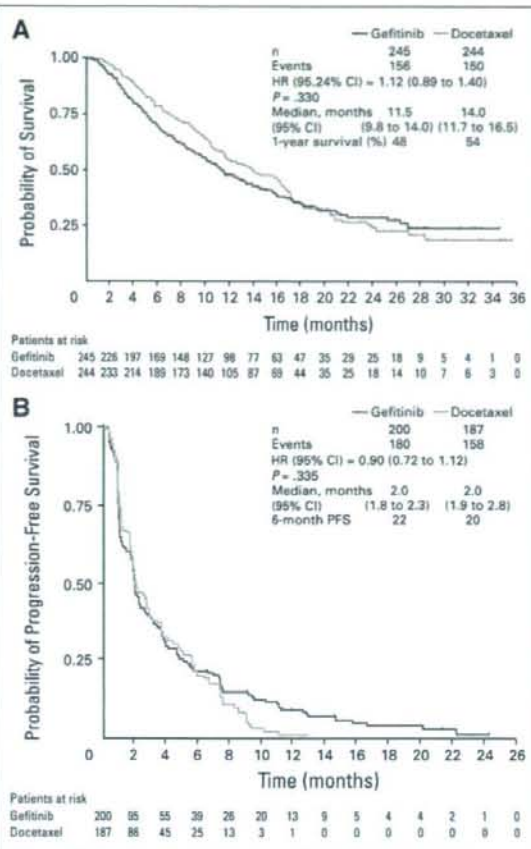 A
Gefitinib Docetaxel
n 245 244
Events 156 150
HR (95.24% CI) = 1.12 (0.89 to 1.40)
P = .330
Median, months 11.5 14.0
(95% CI) (9.8 to 14.0) (11.7 to 16.5)
1-year survival (%) 48 54
Probability of Survival
1.00
0.75
0.50
0.25
0 2 4 6 8 10 12 14 16 18 20 22 24 26 28 30 32 34 36
Time (months)
Patients at risk
Gefitinib 245 226 197 169 148 127 98 77 63 47 35 29 25 18 9 5 4 1 0
Docetaxel 244 233 214 189 173 140 105 87 69 44 35 25 18 14 10 7 6 3 0
B
Gefitinib Docetaxel
n 200 187
Events 180 158
HR (95% CI) = 0.90 (0.72 to 1.12)
P = .335
Median, months 2.0 2.0
(95% CI) (1.8 to 2.3) (1.9 to 2.8)
6-month PFS 22 20
Probability of Progression-Free Survival
1.00
0.75
0.50
0.25
0 2 4 6 8 10 12 14 16 18 20 22 24 26
Time (months)
Patients at risk
Gefitinib 200 95 55 39 26 20 13 9 5 4 4 2 1 0
Docetaxel 187 86 45 25 13 3 1 0 0 0 0 0 0 0